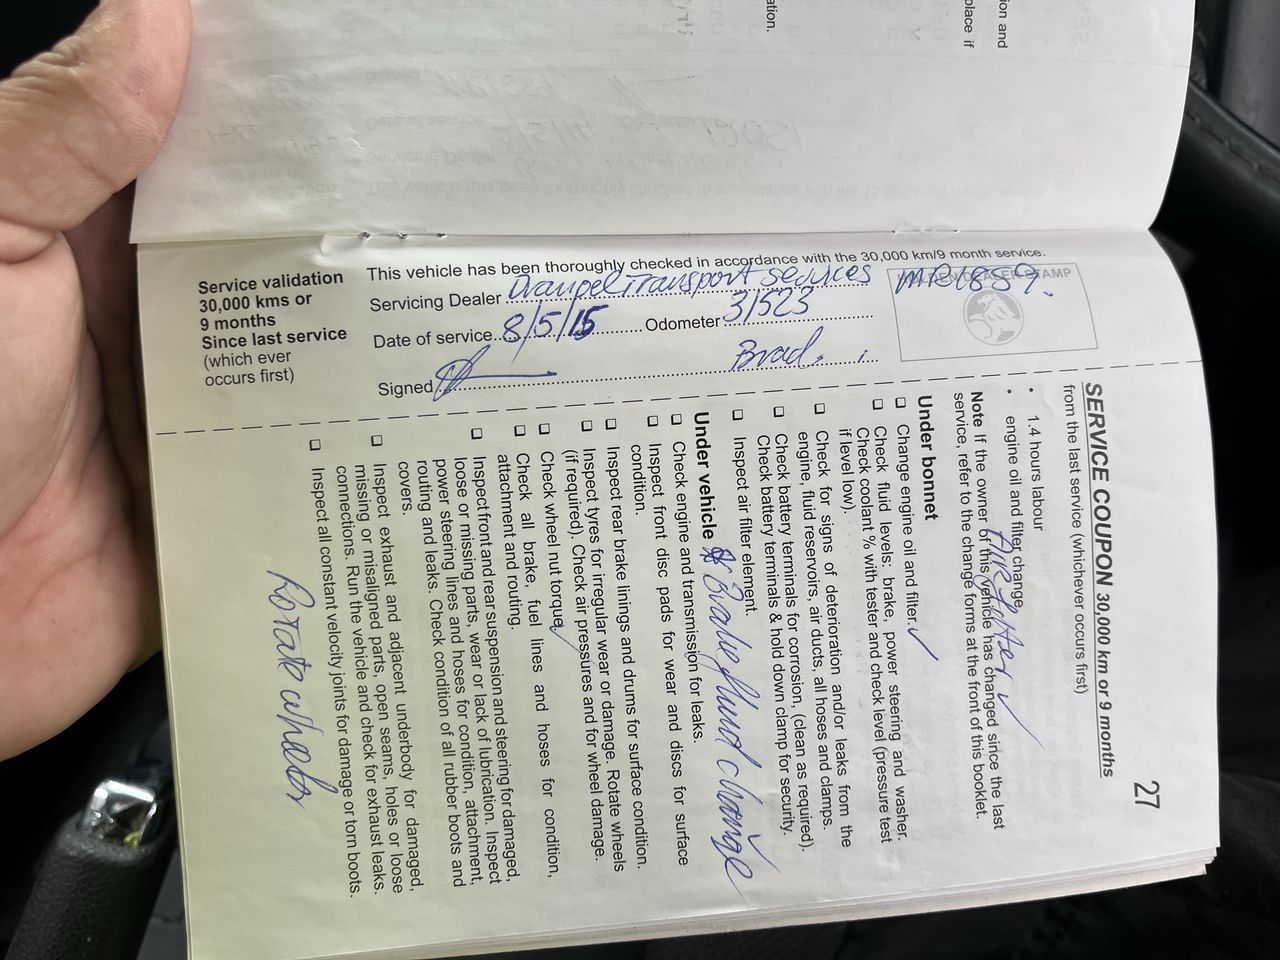 ation.
ion and
place if
Service validation
30,000 kms or
9 months
Since last service
(which ever
occurs first)
This vehicle has been thoroughly checked in accordance with the 30,000 km/9 month service.
Servicing Dealer Transport Services
MR1859.
Date of service 8/5/15 Odometer 31523
Signed Brad.
27
SERVICE COUPON 30,000 km or 9 months
from the last service (whichever occurs first)
• 1.4 hours labour
• engine oil and filter change.
Air filter ✓
Note If the owner of this vehicle has changed since the last
service, refer to the change forms at the front of this booklet.
Under bonnet
❑ Change engine oil and filter. ✓
❑ Check fluid levels: brake, power steering and washer.
Check coolant % with tester and check level (pressure test
if level low).
❑ Check for signs of deterioration and/or leaks from the
engine, fluid reservoirs, air ducts, all hoses and clamps.
❑ Check battery terminals for corrosion, (clean as required).
Check battery terminals & hold down clamp for security.
❑ Inspect air filter element.
Under vehicle * Brake fluid change
❑ Check engine and transmission for leaks.
❑ Inspect front disc pads for wear and discs for surface
condition.
❑ Inspect rear brake linings and drums for surface condition.
❑ Inspect tyres for irregular wear or damage. Rotate wheels
(if required). Check air pressures and for wheel damage.
❑ Check wheel nut torque. ✓
❑ Check all brake, fuel lines and hoses for condition,
attachment and routing.
❑ Inspect front and rear suspension and steering for damaged,
loose or missing parts, wear or lack of lubrication. Inspect
power steering lines and hoses for condition, attachment,
routing and leaks. Check condition of all rubber boots and
covers.
❑ Inspect exhaust and adjacent underbody for damaged,
missing or misaligned parts, open seams, holes or loose
connections. Run the vehicle and check for exhaust leaks.
❑ Inspect all constant velocity joints for damage or torn boots.
Rotate wheels